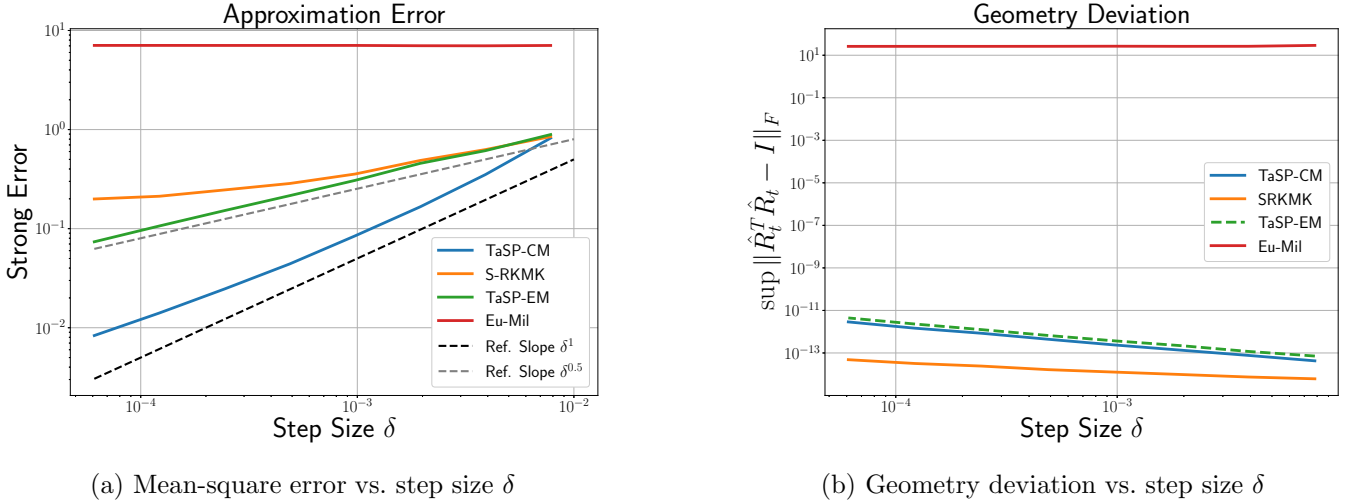 Approximation Error
10^1
10^0
10^-1
10^-2
Strong Error
TaSP-CM
S-RKMK
TaSP-EM
Eu-Mil
Ref. Slope δ^1
Ref. Slope δ^0.5
10^-4
10^-3
10^-2
Step Size δ
(a) Mean-square error vs. step size δ
Geometry Deviation
10^1
10^-1
10^-3
10^-5
10^-7
10^-9
10^-11
10^-13
sup ‖R̂_t^T R̂_t − I‖_F
TaSP-CM
SRKMK
TaSP-EM
Eu-Mil
10^-4
10^-3
Step Size δ
(b) Geometry deviation vs. step size δ